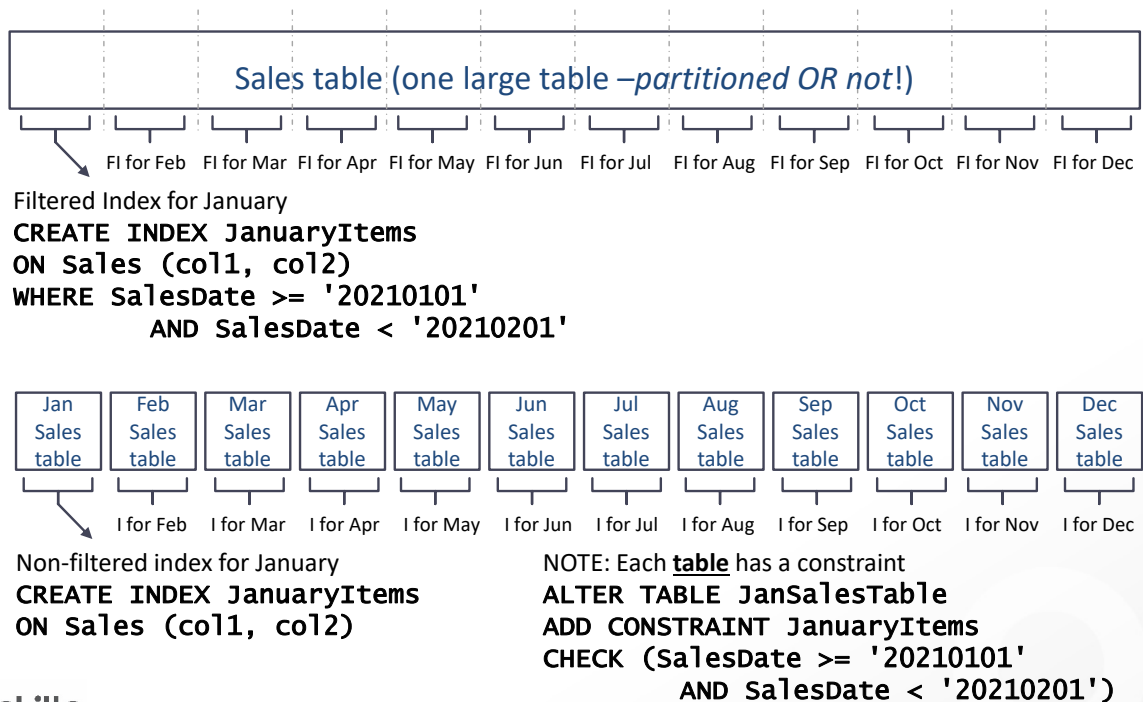 Sales table (one large table –partitioned OR not!)
FI for Feb FI for Mar FI for Apr FI for May FI for Jun FI for Jul FI for Aug FI for Sep FI for Oct FI for Nov FI for Dec
Filtered Index for January
CREATE INDEX JanuaryItems
ON Sales (col1, col2)
WHERE SalesDate >= '20210101'
AND SalesDate < '20210201'
Jan Sales table
Feb Sales table
Mar Sales table
Apr Sales table
May Sales table
Jun Sales table
Jul Sales table
Aug Sales table
Sep Sales table
Oct Sales table
Nov Sales table
Dec Sales table
I for Feb I for Mar I for Apr I for May I for Jun I for Jul I for Aug I for Sep I for Oct I for Nov I for Dec
Non-filtered index for January
CREATE INDEX JanuaryItems
ON Sales (col1, col2)
NOTE: Each table has a constraint
ALTER TABLE JanSalesTable
ADD CONSTRAINT JanuaryItems
CHECK (SalesDate >= '20210101'
AND SalesDate < '20210201')